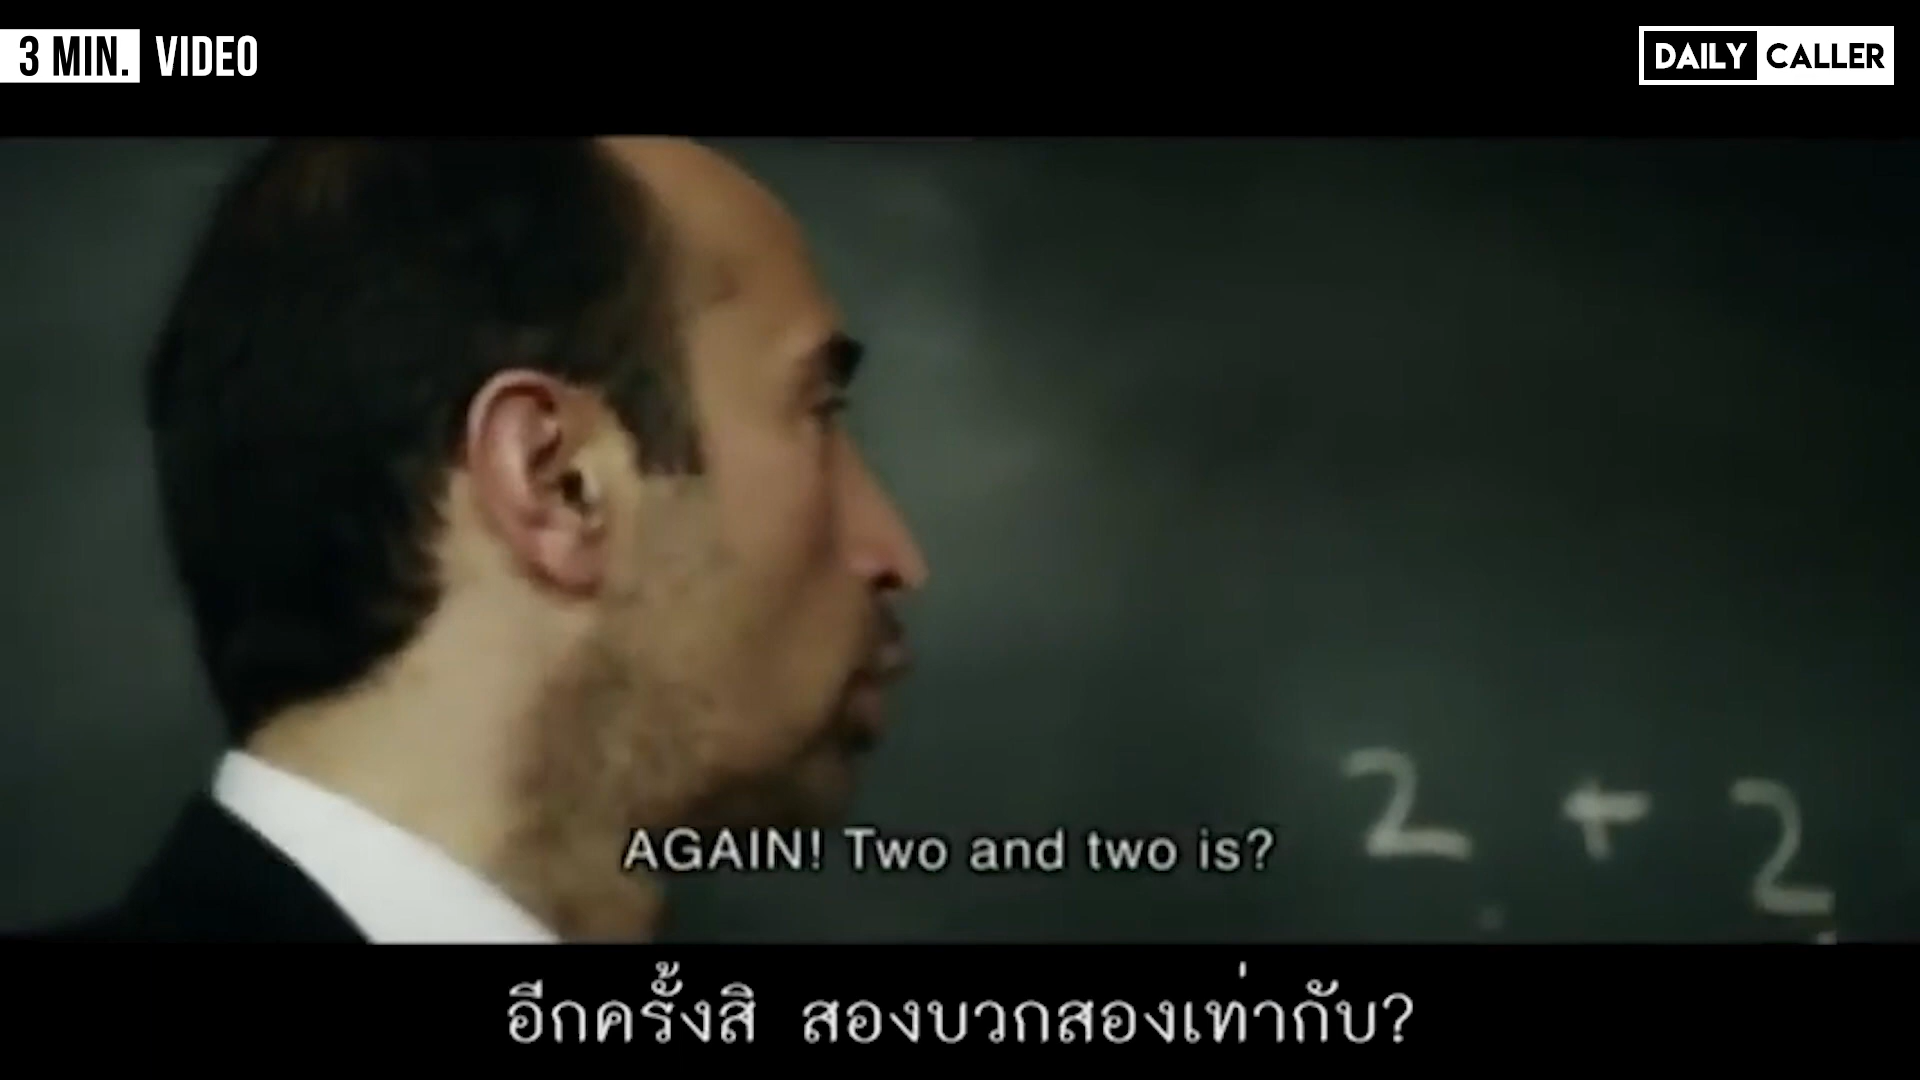 3 MIN. VIDEO
DAILY CALLER
2 + 2
AGAIN! Two and two is?
อีกครั้งสิ สองบวกสองเท่ากับ?